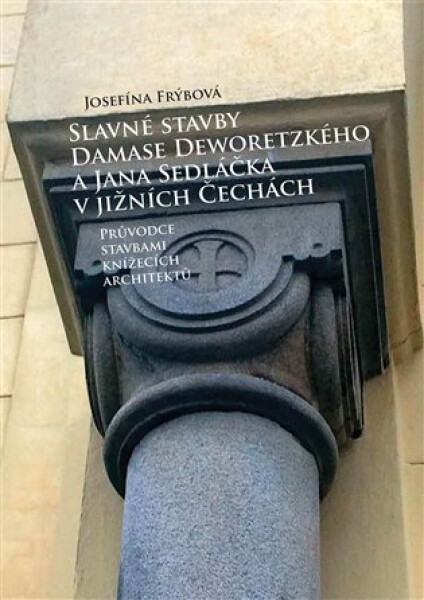 Josefína Frýbová
Slavné stavby
Damase Deworetzkého
a Jana Sedláčka
v jižních Čechách
Průvodce
stavbami
knížecích
architektů